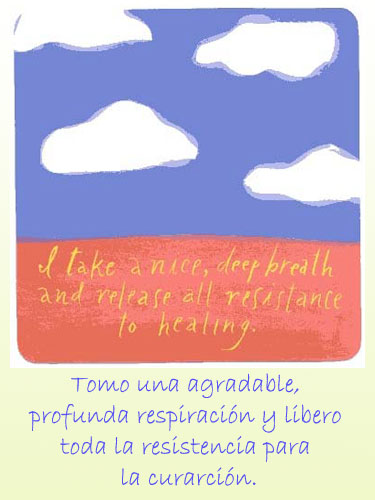 I take a nice, deep breath
and release all resistance
to healing.
Tomo una agradable,
profunda respiración y libero
toda la resistencia para
la curarción.